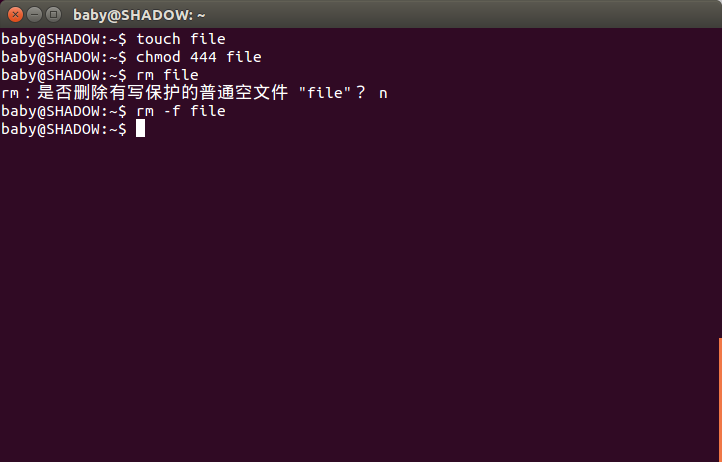 baby@SHADOW: ~
baby@SHADOW:~$ touch file
baby@SHADOW:~$ chmod 444 file
baby@SHADOW:~$ rm file
rm：是否删除有写保护的普通空文件 "file"？ n
baby@SHADOW:~$ rm -f file
baby@SHADOW:~$